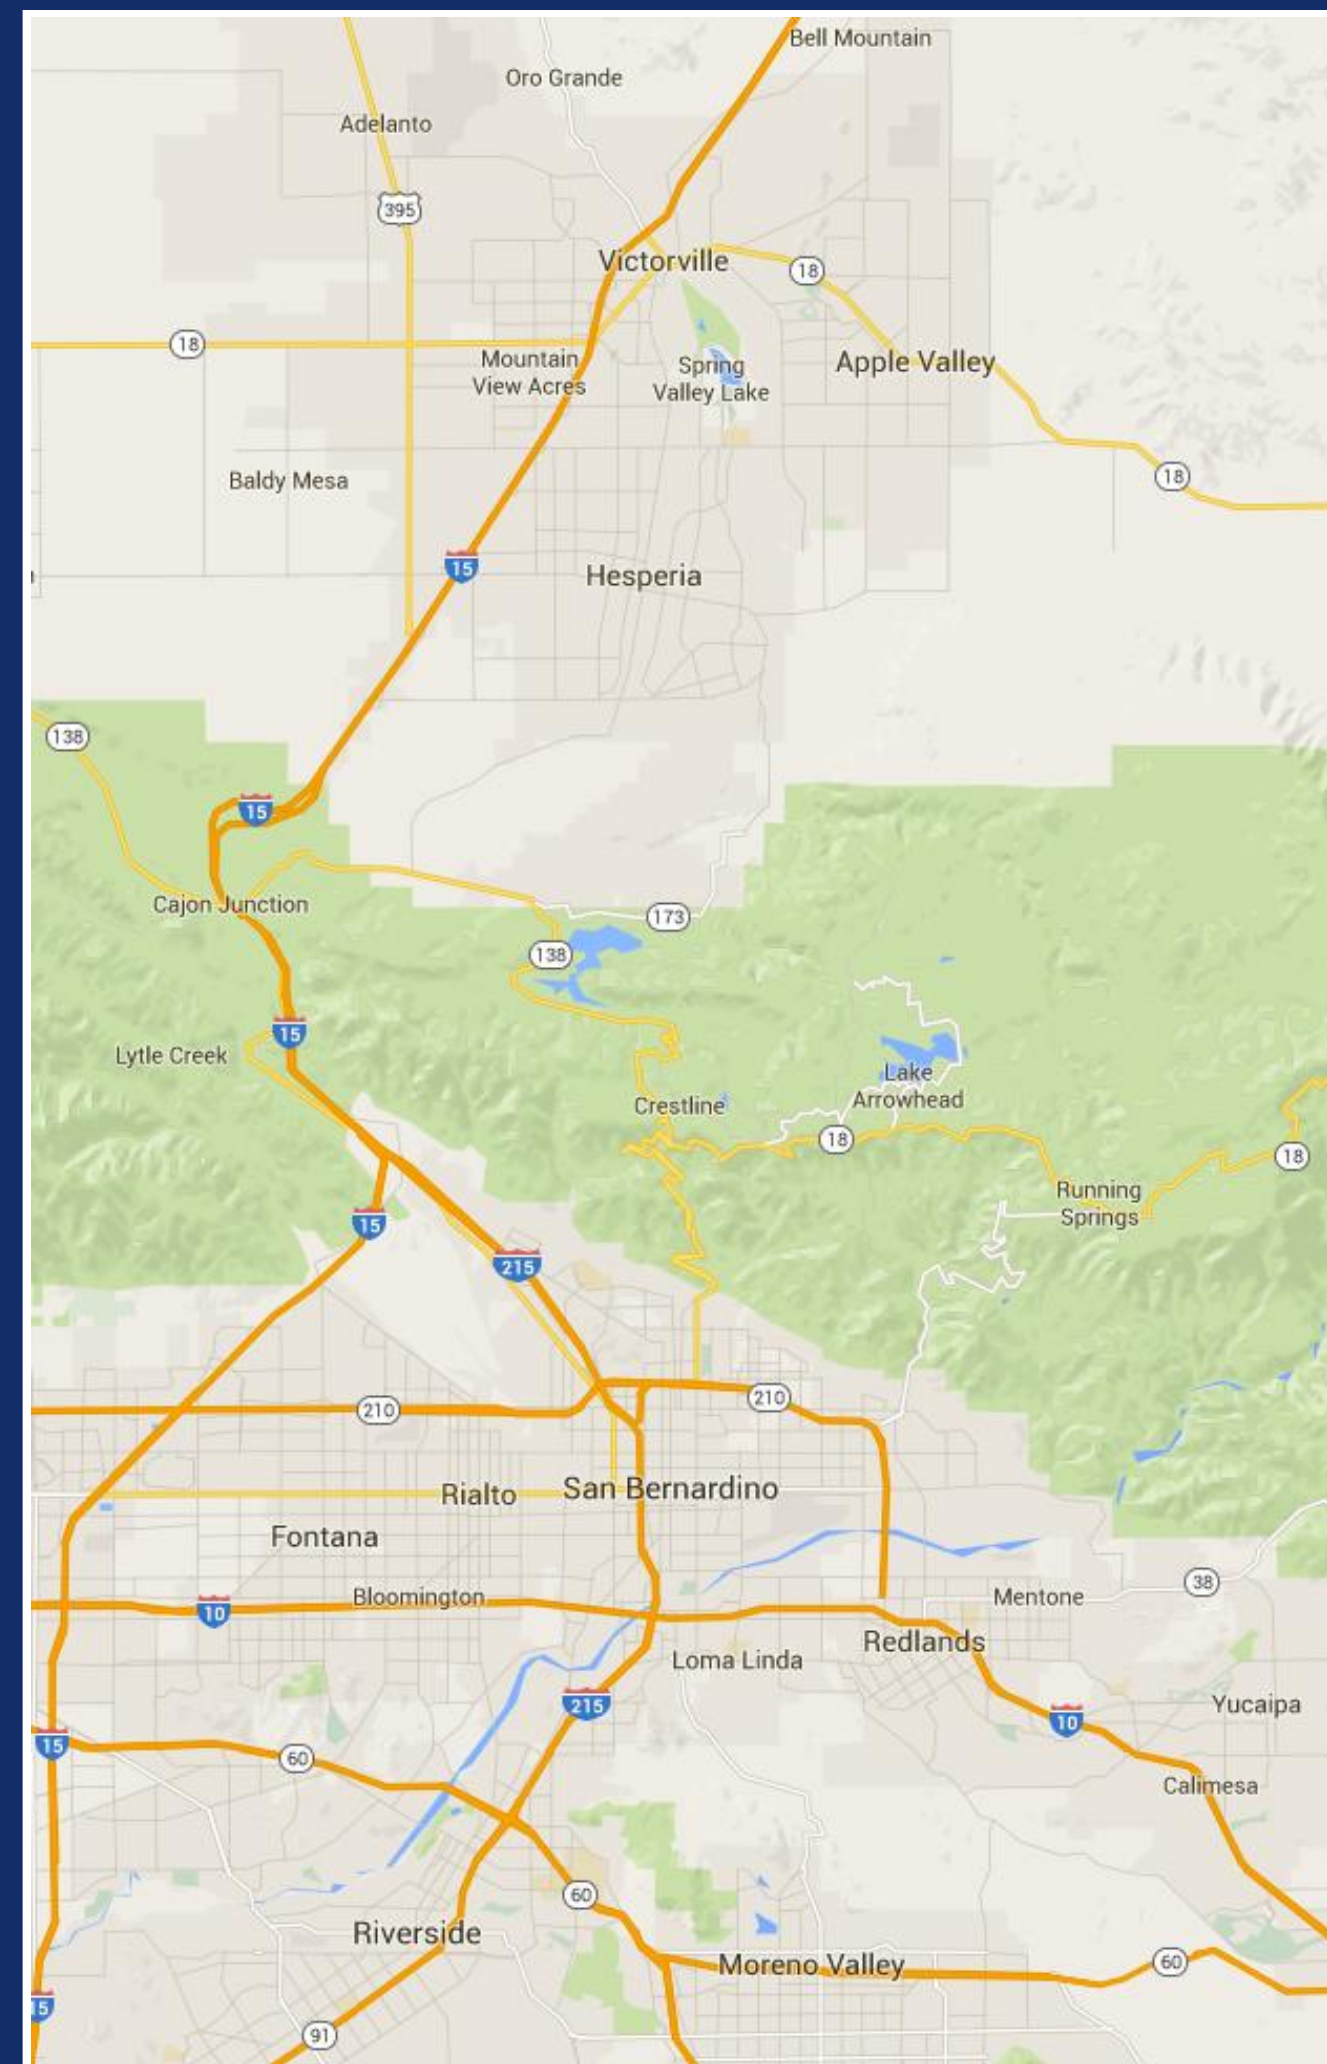 Bell Mountain
Oro Grande
Adelanto
395
Victorville
18
18
Mountain
View Acres
Spring
Valley Lake
Apple Valley
18
Baldy Mesa
15
Hesperia
138
15
Cajon Junction
173
138
15
Lytle Creek
Lake
Arrowhead
Crestline
18
18
Running
Springs
15
215
210
210
Rialto
San Bernardino
Fontana
38
Bloomington
10
Mentone
Redlands
Loma Linda
215
Yucaipa
10
15
60
Calimesa
60
Riverside
Moreno Valley
60
15
91